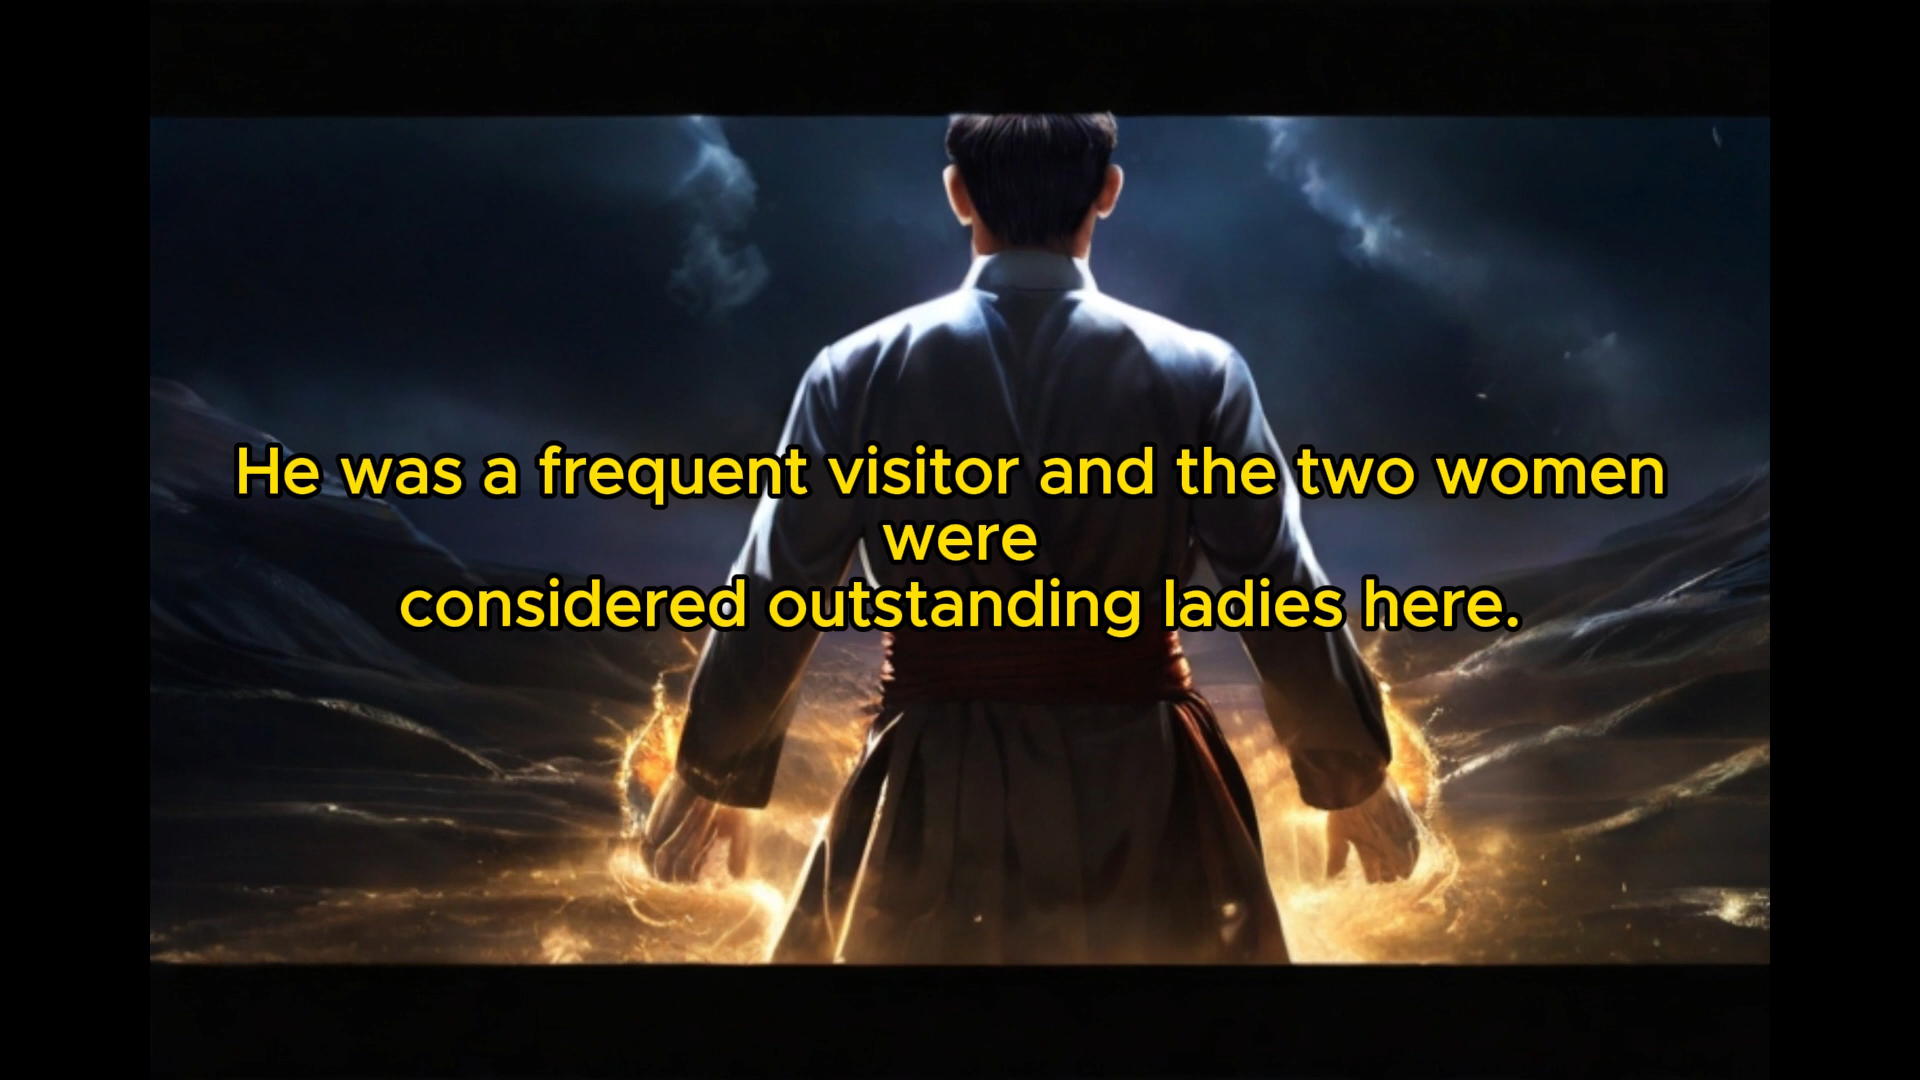 He was a frequent visitor and the two women
were
considered outstanding ladies here.